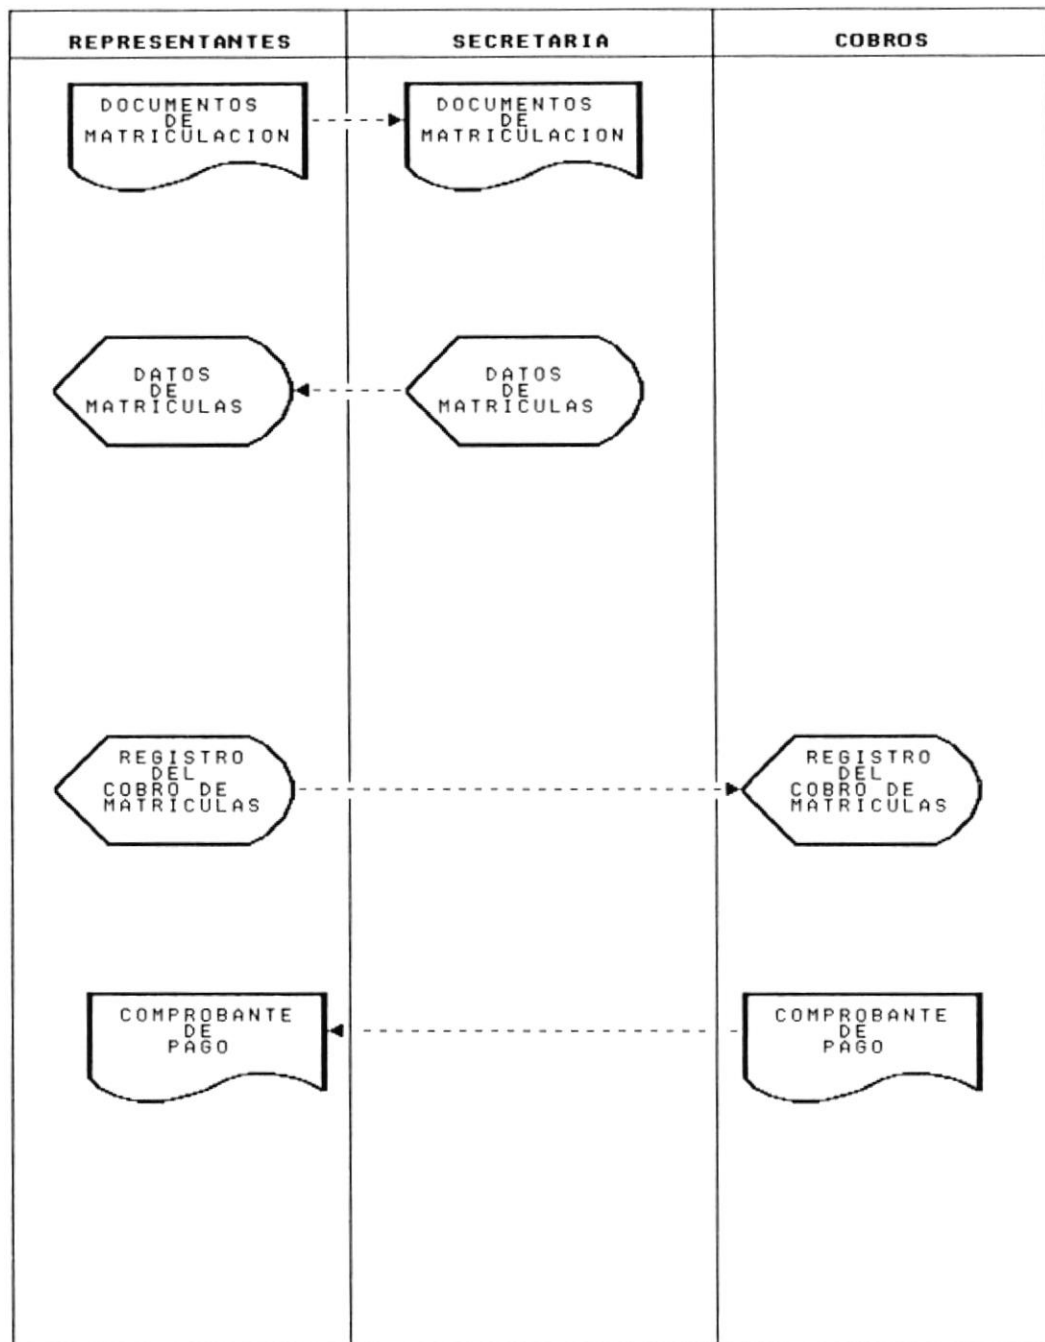 REPRESENTANTES
SECRETARIA
COBROS
DOCUMENTOS
DE
MATRICULACION
DOCUMENTOS
DE
MATRICULACION
DATOS
DE
MATRICULAS
DATOS
DE
MATRICULAS
REGISTRO
DEL
COBRO DE
MATRICULAS
REGISTRO
DEL
COBRO DE
MATRICULAS
COMPROBANTE
DE
PAGO
COMPROBANTE
DE
PAGO